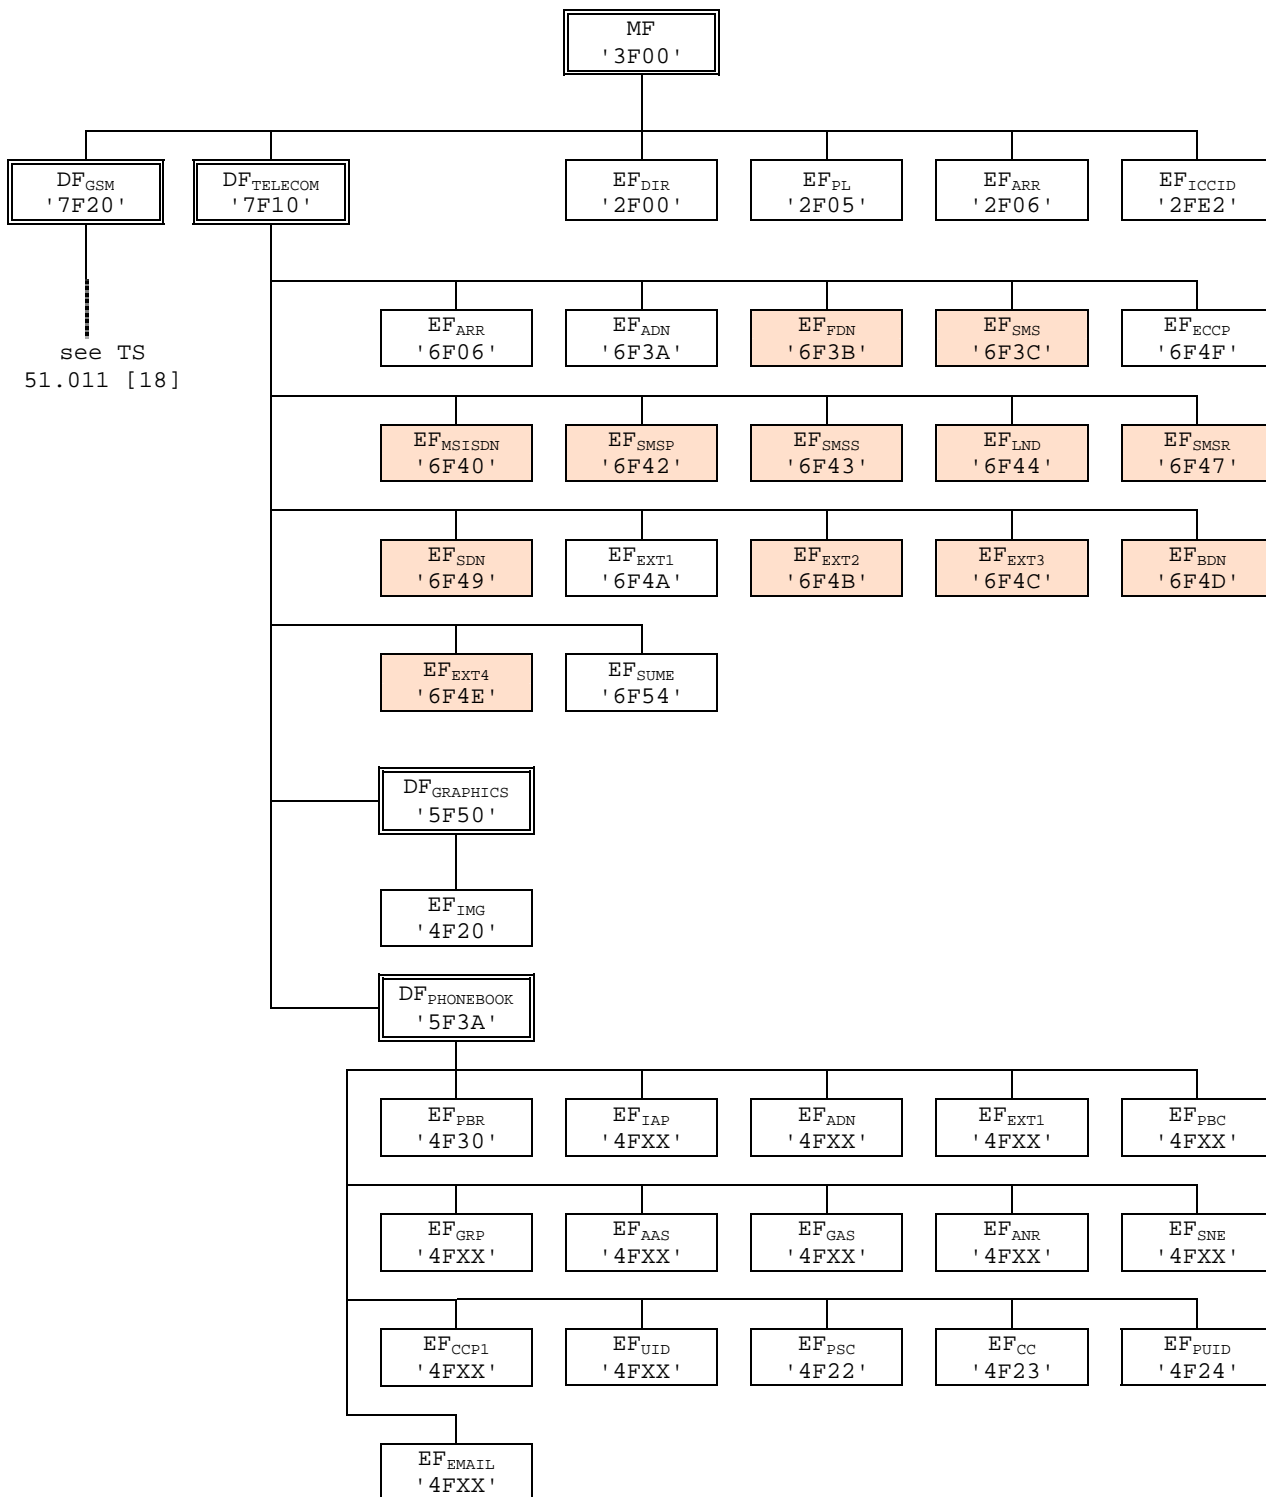 MF
'3F00'
DFGSM
'7F20'
DFTELECOM
'7F10'
EFDIR
'2F00'
EFPL
'2F05'
EFARR
'2F06'
EFICCID
'2FE2'
see TS
51.011 [18]
EFARR
'6F06'
EFADN
'6F3A'
EFFDN
'6F3B'
EFSMS
'6F3C'
EFECCP
'6F4F'
EFMSISDN
'6F40'
EFSMSP
'6F42'
EFSMSS
'6F43'
EFLND
'6F44'
EFSMSR
'6F47'
EFSDN
'6F49'
EFEXT1
'6F4A'
EFEXT2
'6F4B'
EFEXT3
'6F4C'
EFBDN
'6F4D'
EFEXT4
'6F4E'
EFSUME
'6F54'
DFGRAPHICS
'5F50'
EFIMG
'4F20'
DFPHONEBOOK
'5F3A'
EFPBR
'4F30'
EFIAP
'4FXX'
EFADN
'4FXX'
EFEXT1
'4FXX'
EFPBC
'4FXX'
EFGRP
'4FXX'
EFAAS
'4FXX'
EFGAS
'4FXX'
EFANR
'4FXX'
EFSNE
'4FXX'
EFCCP1
'4FXX'
EFUID
'4FXX'
EFPSC
'4F22'
EFCC
'4F23'
EFPUID
'4F24'
EFEMAIL
'4FXX'